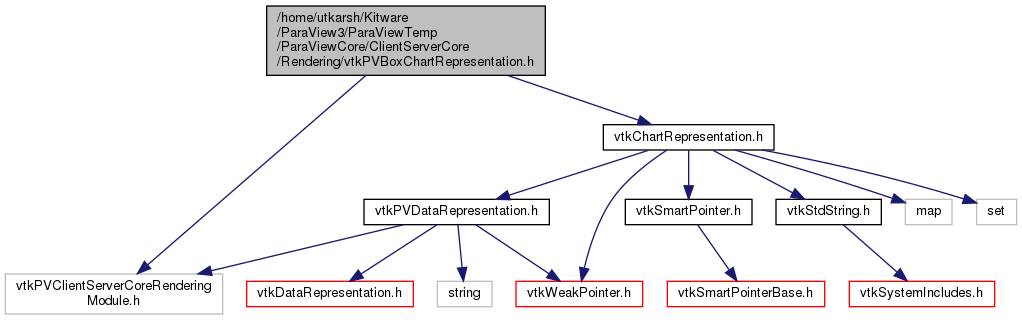 /home/utkarsh/Kitware
/ParaView3/ParaViewTemp
/ParaViewCore/ClientServerCore
/Rendering/vtkPVBoxChartRepresentation.h
vtkChartRepresentation.h
vtkPVDataRepresentation.h
vtkSmartPointer.h
vtkStdString.h
map
set
vtkPVClientServerCoreRendering
Module.h
vtkDataRepresentation.h
string
vtkWeakPointer.h
vtkSmartPointerBase.h
vtkSystemIncludes.h